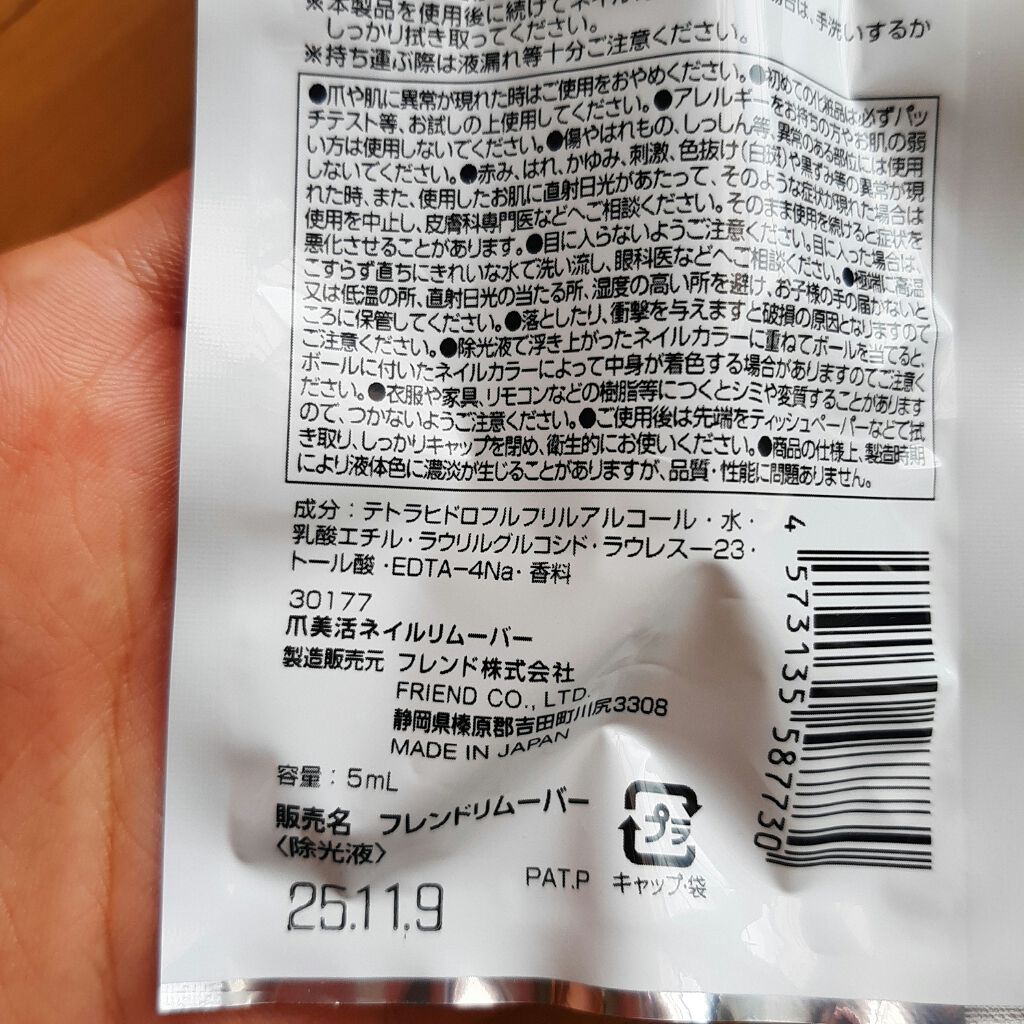 ※本製品を使用後に続けてネイル 場合は、手洗いするか
しっかり拭き取ってください。
※持ち運ぶ際は液漏れ等十分ご注意ください。
●爪や肌に異常が現れた時はご使用をおやめください。●初めての化粧品は必ずパッ
チテスト等、お試しの上使用してください。●アレルギーをお持ちの方やお肌の弱
い方は使用しないでください。●傷やはれもの、しっしん等、異常のある部位には使用
しないでください。●赤み、はれ、かゆみ、刺激、色抜け(白斑)や黒ずみ等の異常が現
れた時、また、使用したお肌に直射日光があたって、そのような症状が現れた場合は
使用を中止し、皮膚科専門医などへご相談ください。そのまま使用を続けると症状を
悪化させることがあります。●目に入らないようご注意ください。目に入った場合は、
こすらず直ちにきれいな水で洗い流し、眼科医などへご相談ください。●極端に高温
又は低温の所、直射日光の当たる所、湿度の高い所を避け、お子様の手の届かないと
ころに保管してください。●落としたり、衝撃を与えますと破損の原因となりますので
ご注意ください。●除光液で浮き上がったネイルカラーに重ねてボールを当てると、
ボールに付いたネイルカラーによって中身が着色する場合がありますのでご注意く
ださい。●衣服や家具、リモコンなどの樹脂等につくとシミや変質することがあります
ので、つかないようご注意ください。●ご使用後は先端をティッシュペーパーなどで拭
き取り、しっかりキャップを閉め、衛生的にお使いください。●商品の仕様上、製造時期
により液体色に濃淡が生じることがありますが、品質・性能に問題ありません。
成分：テトラヒドロフルフリルアルコール・水・
乳酸エチル・ラウリルグルコシド・ラウレス－23・
トール酸・EDTA－4Na・香料
30177
爪美活ネイルリムーバー
製造販売元 フレンド株式会社
FRIEND CO., LTD.
静岡県榛原郡吉田町川尻3308
MADE IN JAPAN
容量：5mL
販売名 フレンドリムーバー
〈除光液〉
25.11.9
PAT.P
プラ
キャップ・袋
4 573135 587730